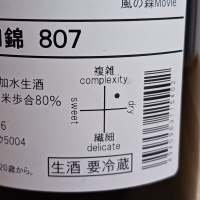 風の森Movie
錦 807
加水生酒
米歩合80%
複雑
complexity
sweet
dry
繊細
delicate
6
5004
生酒 要冷蔵
20歳から。